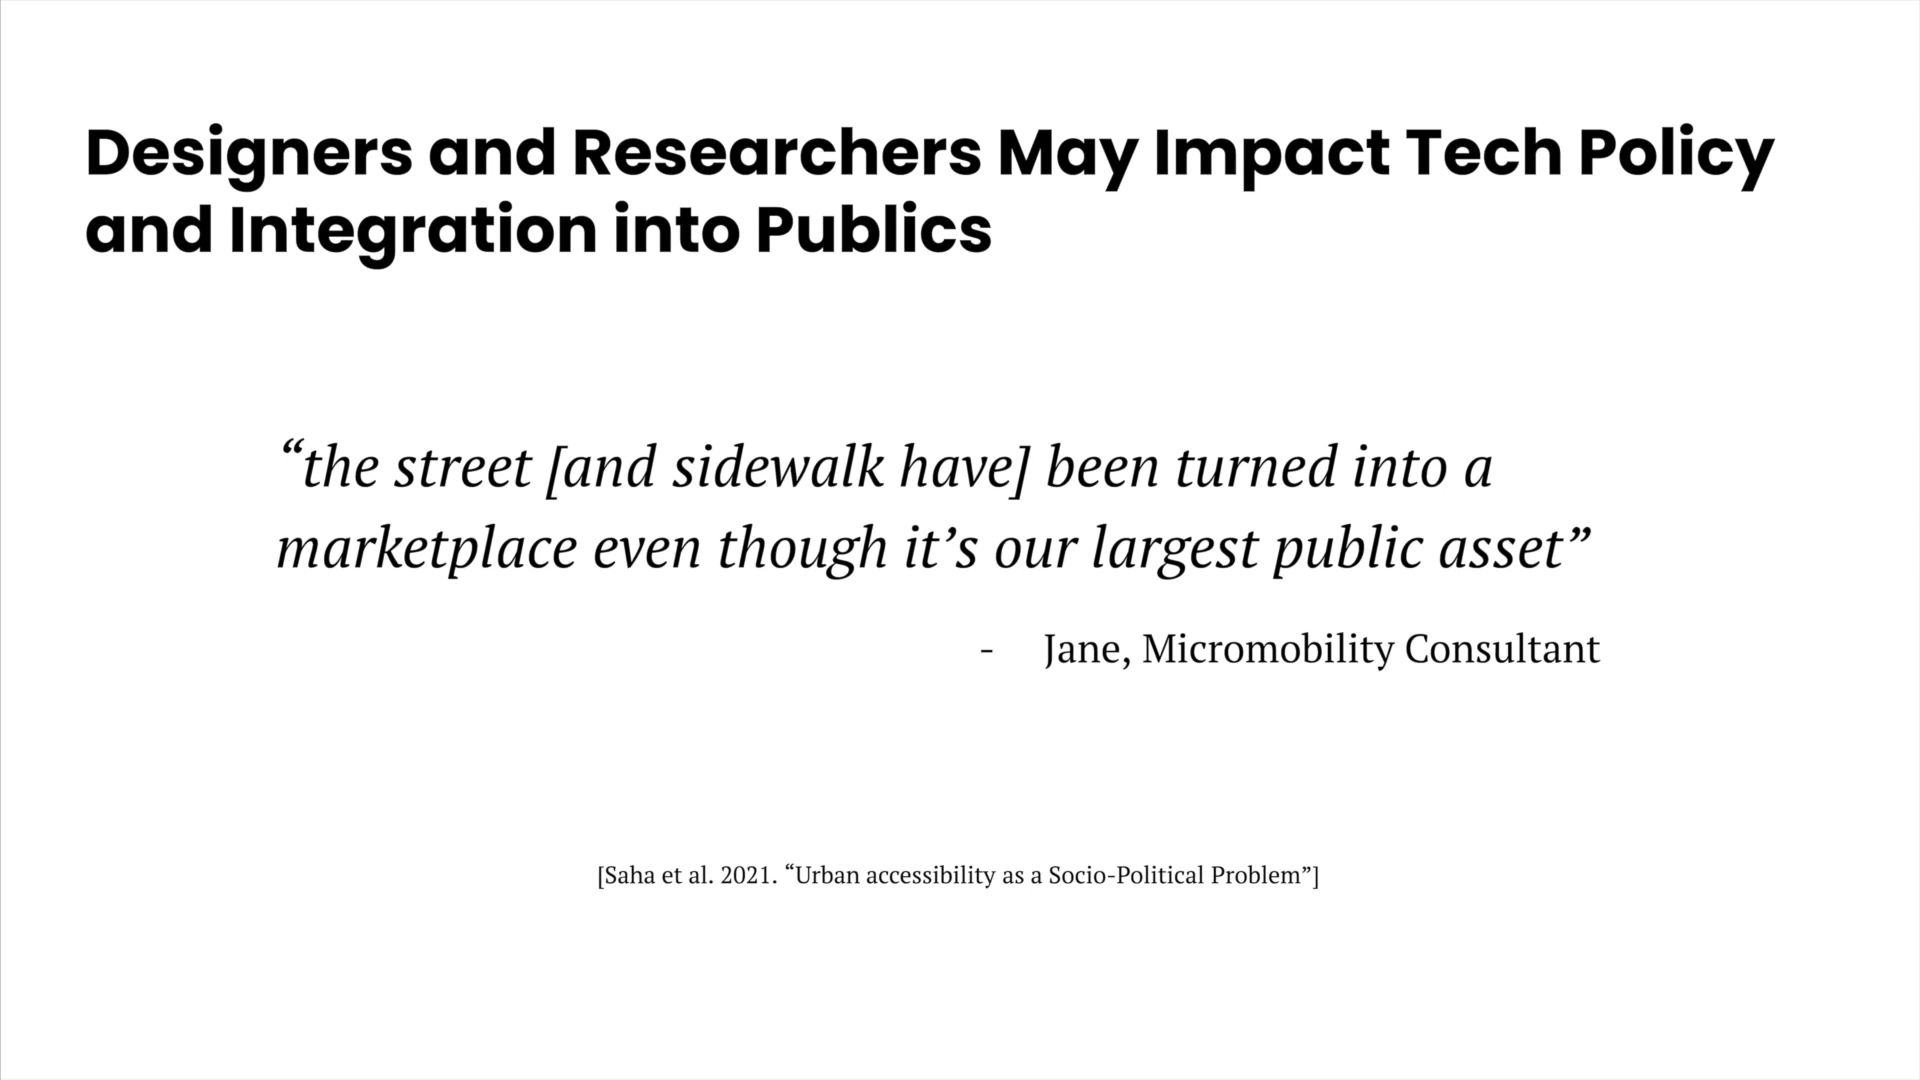 Designers and Researchers May Impact Tech Policy
and Integration into Publics
“the street [and sidewalk have] been turned into a
marketplace even though it’s our largest public asset”
- Jane, Micromobility Consultant
[Saha et al. 2021. “Urban accessibility as a Socio-Political Problem”]